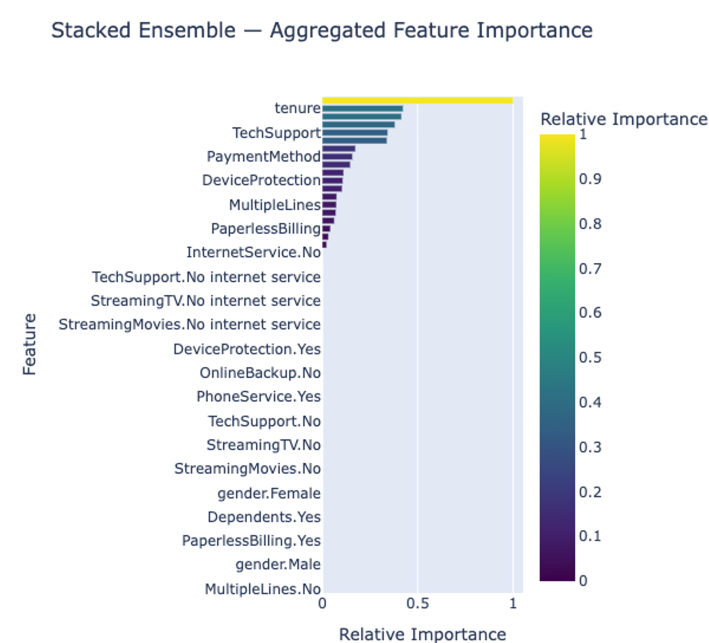 Stacked Ensemble — Aggregated Feature Importance
Relative Importance
tenure
TechSupport
PaymentMethod
DeviceProtection
MultipleLines
PaperlessBilling
InternetService.No
TechSupport.No internet service
StreamingTV.No internet service
StreamingMovies.No internet service
DeviceProtection.Yes
OnlineBackup.No
PhoneService.Yes
TechSupport.No
StreamingTV.No
StreamingMovies.No
gender.Female
Dependents.Yes
PaperlessBilling.Yes
gender.Male
MultipleLines.No
Feature
0
0.5
1
Relative Importance
1
0.9
0.8
0.7
0.6
0.5
0.4
0.3
0.2
0.1
0